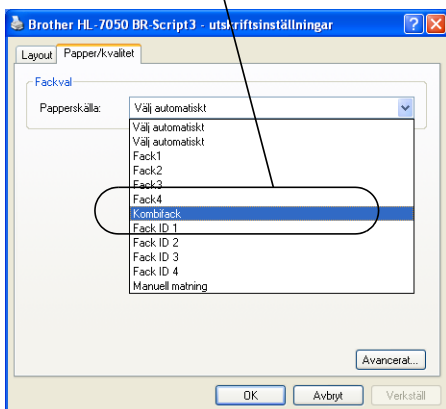 Brother HL-7050 BR-Script3 - utskriftsinställningar
Layout Papper/kvalitet
Fackval
Papperskälla: Välj automatiskt
Välj automatiskt
Välj automatiskt
Fack1
Fack2
Fack3
Fack4
Kombifack
Fack ID 1
Fack ID 2
Fack ID 3
Fack ID 4
Manuell matning
Avancerat...
OK Avbryt Verkställ